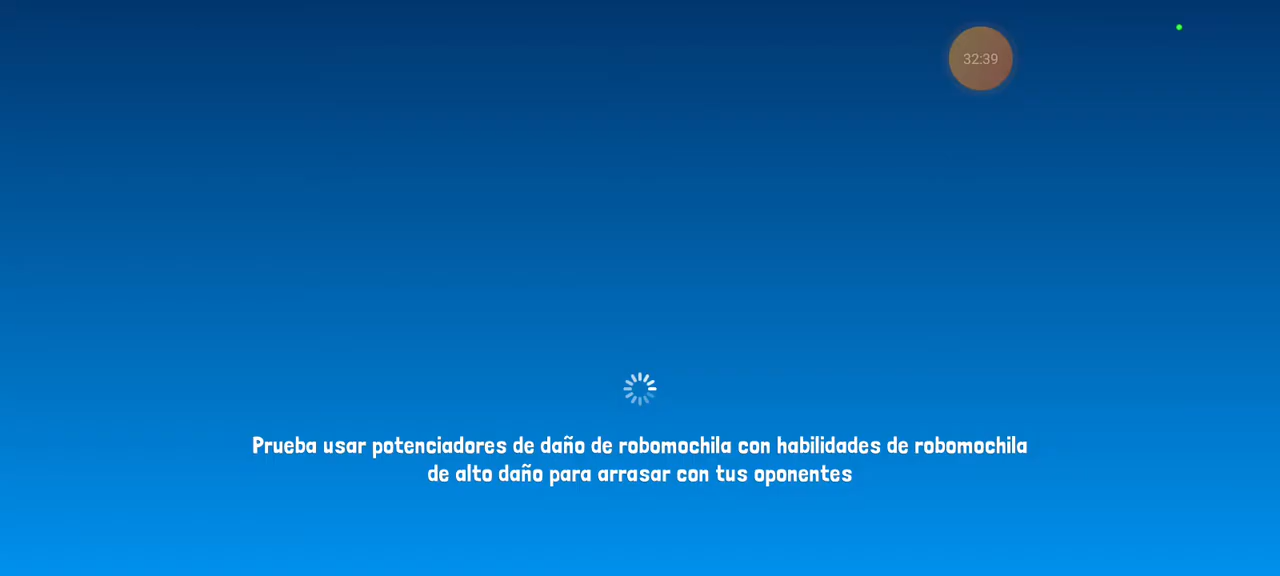 32:39
Prueba usar potenciadores de daño de robomochila con habilidades de robomochila
de alto daño para arrasar con tus oponentes